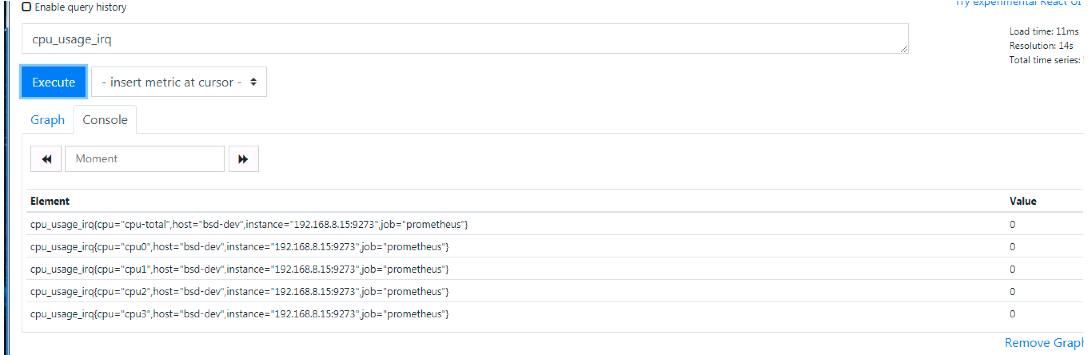 Enable query history
Try experimental React UI
cpu_usage_irq
Load time: 11ms
Resolution: 14s
Total time series:
Execute
- insert metric at cursor -
Graph
Console
Moment
Element Value
cpu_usage_irq{cpu="cpu-total",host="bsd-dev",instance="192.168.8.15:9273",job="prometheus"} 0
cpu_usage_irq{cpu="cpu0",host="bsd-dev",instance="192.168.8.15:9273",job="prometheus"} 0
cpu_usage_irq{cpu="cpu1",host="bsd-dev",instance="192.168.8.15:9273",job="prometheus"} 0
cpu_usage_irq{cpu="cpu2",host="bsd-dev",instance="192.168.8.15:9273",job="prometheus"} 0
cpu_usage_irq{cpu="cpu3",host="bsd-dev",instance="192.168.8.15:9273",job="prometheus"} 0
Remove Graph